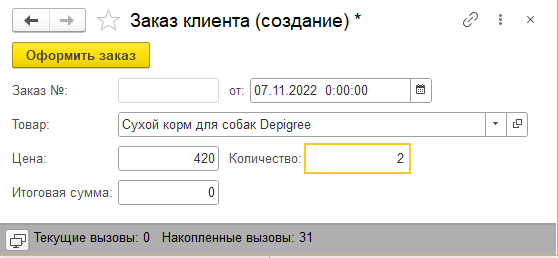 Заказ клиента (создание) *
Оформить заказ
Заказ №: от: 07.11.2022 0:00:00
Товар: Сухой корм для собак Depigree
Цена: 420 Количество: 2
Итоговая сумма: 0
Текущие вызовы: 0 Накопленные вызовы: 31